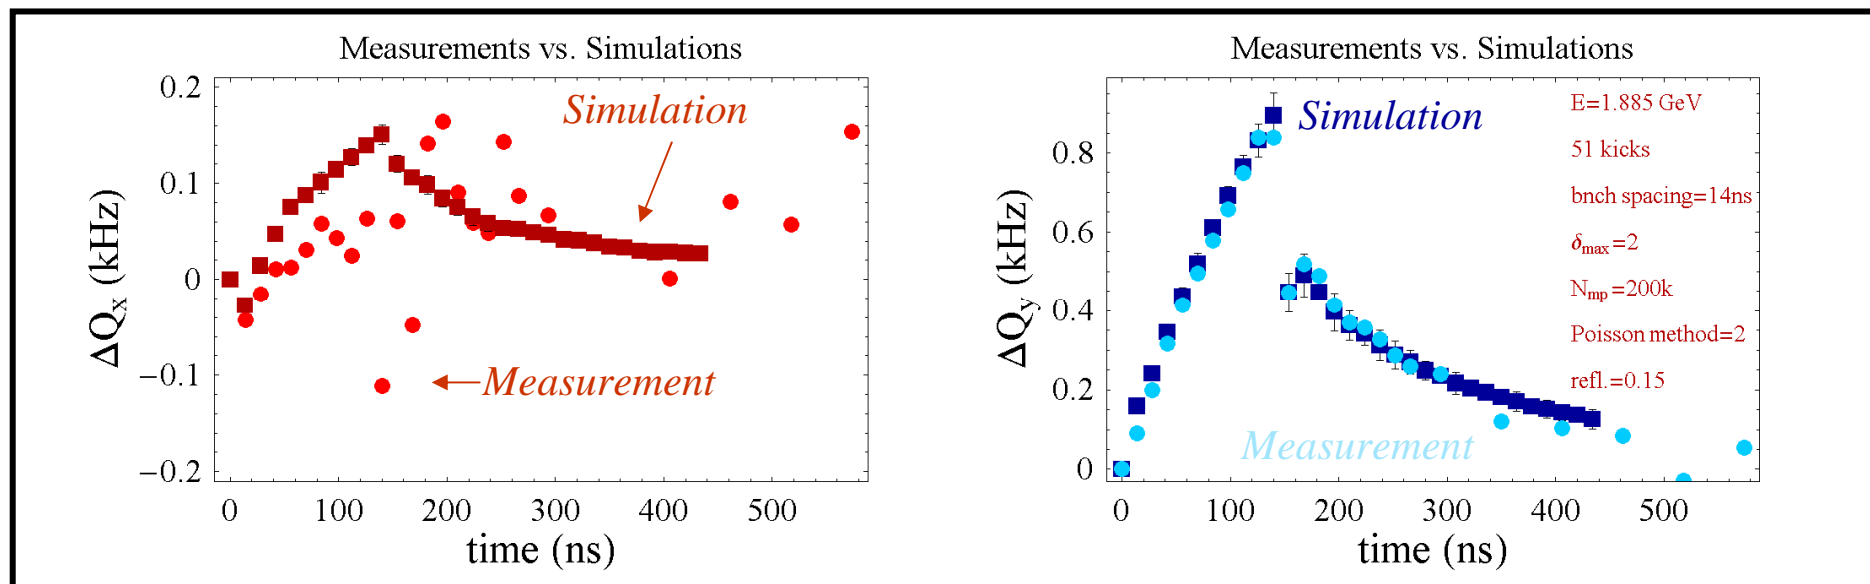 Measurements vs. Simulations
0.2
0.1
0
−0.1
−0.2
ΔQx (kHz)
Simulation
Measurement
0 100 200 300 400 500
time (ns)
Measurements vs. Simulations
0.8
0.6
0.4
0.2
0
ΔQy (kHz)
Simulation
Measurement
E=1.885 GeV
51 kicks
bnch spacing=14ns
δmax=2
Nmp=200k
Poisson method=2
refl.=0.15
0 100 200 300 400 500
time (ns)